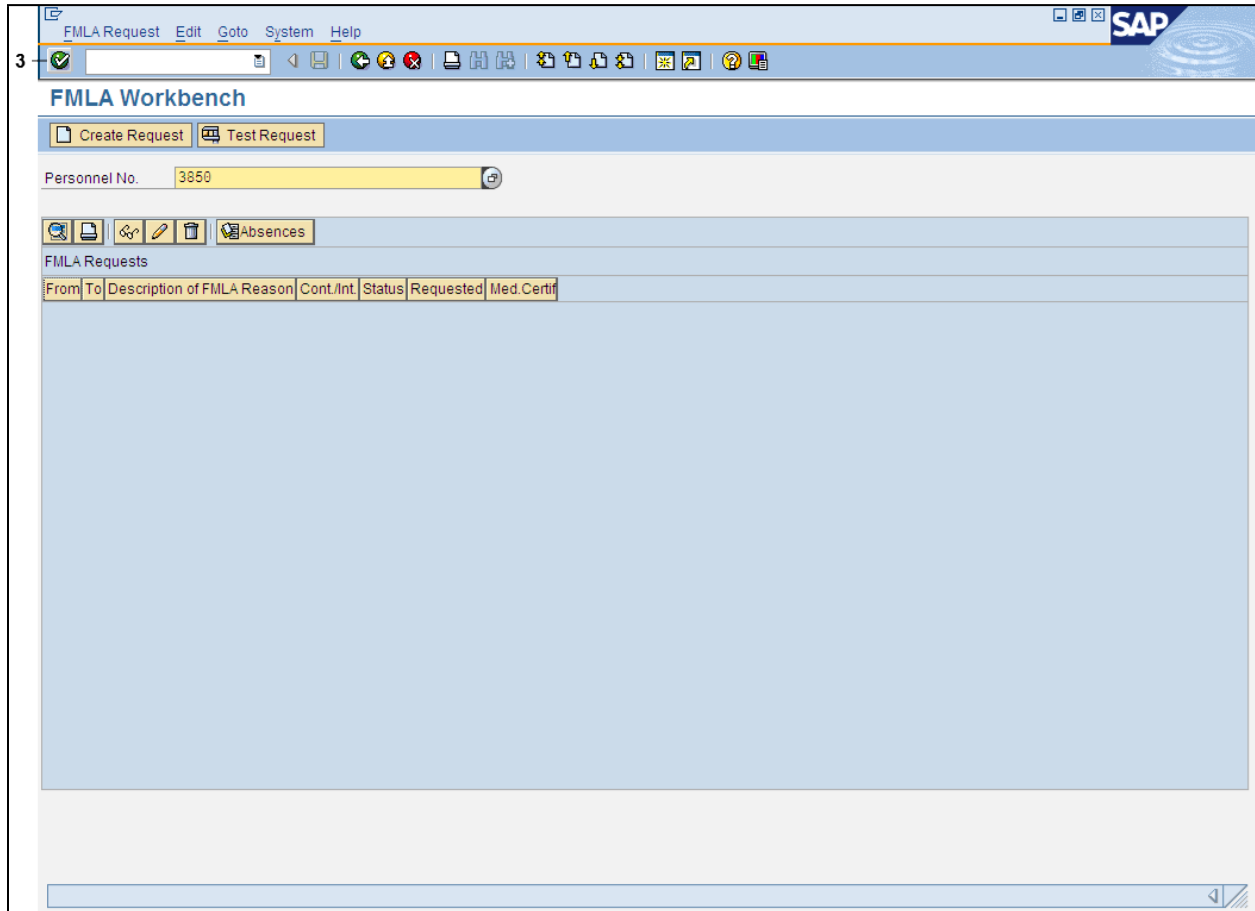 FMLA Request Edit Goto System Help
SAP
3
FMLA Workbench
Create Request Test Request
Personnel No. 3850
Absences
FMLA Requests
From To Description of FMLA Reason Cont./Int. Status Requested Med.Certif